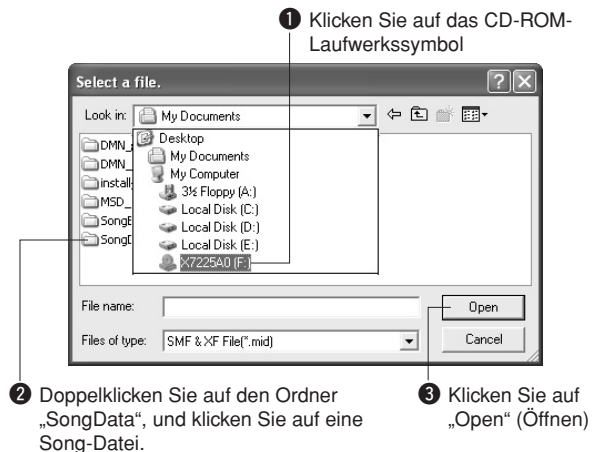 ❶ Klicken Sie auf das CD-ROM-
Laufwerkssymbol
Select a file.
Look in: My Documents
Desktop
My Documents
My Computer
3½ Floppy (A:)
Local Disk (C:)
Local Disk (D:)
Local Disk (E:)
X7225A0 (F:)
DMN_
DMN_
install
MSD_
File name:
Open
Files of type: SMF & XF File(*.mid)
Cancel
❷ Doppelklicken Sie auf den Ordner
„SongData“, und klicken Sie auf eine
Song-Datei.
❸ Klicken Sie auf
„Open“ (Öffnen)